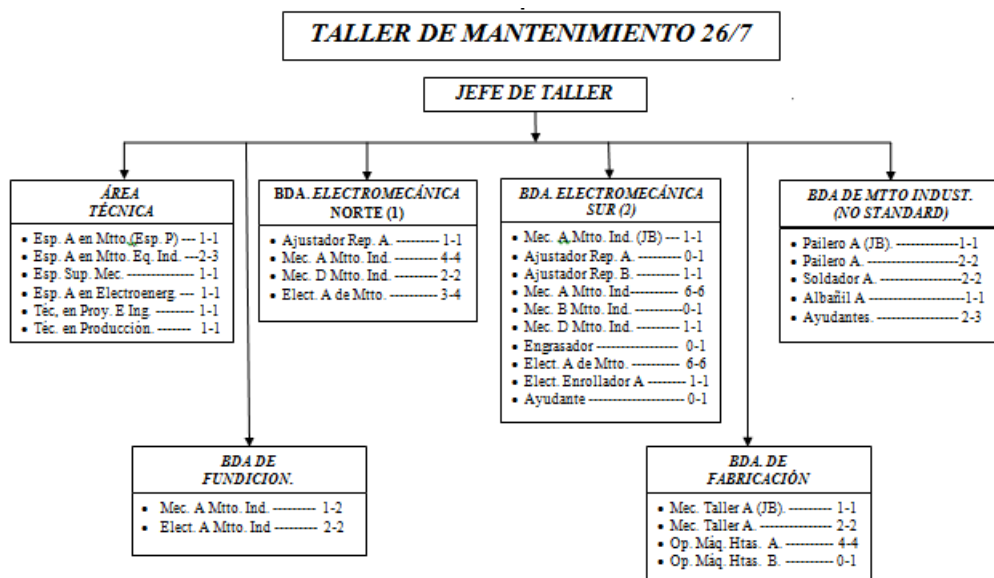 TALLER DE MANTENIMIENTO 26/7
JEFE DE TALLER
ÁREA
TÉCNICA
• Esp. A en Mtto.(Esp. P) --- 1-1
• Esp. A en Mtto. Eq. Ind. --2-3
• Esp. Sup. Mec. -------------- 1-1
• Esp. A en Electroenerg. --- 1-1
• Téc, en Proy. E Ing. -------- 1-1
• Téc. en Producción. ------- 1-1
BDA. ELECTROMECÁNICA
NORTE (1)
• Ajustador Rep. A. --------- 1-1
• Mec. A Mtto. Ind. --------- 4-4
• Mec. D Mtto. Ind. --------- 2-2
• Elect. A de Mtto. ---------- 3-4
BDA. ELECTROMECÁNICA
SUR (2)
• Mec. A Mtto. Ind. (JB) --- 1-1
• Ajustador Rep. A. --------- 0-1
• Ajustador Rep. B. --------- 1-1
• Mec. A Mtto. Ind---------- 6-6
• Mec. B Mtto. Ind. ---------0-1
• Mec. D Mtto. Ind. --------- 1-1
• Engrasador ----------------- 0-1
• Elect. A de Mtto. ---------- 6-6
• Elect. Enrollador A -------- 1-1
• Ayudante -------------------- 0-1
BDA DE MTTO INDUST.
(NO STANDARD)
• Pailero A (JB). --------------1-1
• Pailero A. --------------------2-2
• Soldador A. -----------------2-2
• Albañil A --------------------1-1
• Ayudantes. ----------------- 2-3
BDA DE
FUNDICION.
• Mec. A Mtto. Ind. --------- 1-2
• Elect. A Mtto. Ind --------- 2-2
BDA. DE
FABRICACIÓN
• Mec. Taller A (JB). -------- 1-1
• Mec. Taller A. -------------- 2-2
• Op. Máq. Htas. A. ---------- 4-4
• Op. Máq. Htas. B. --------- 0-1